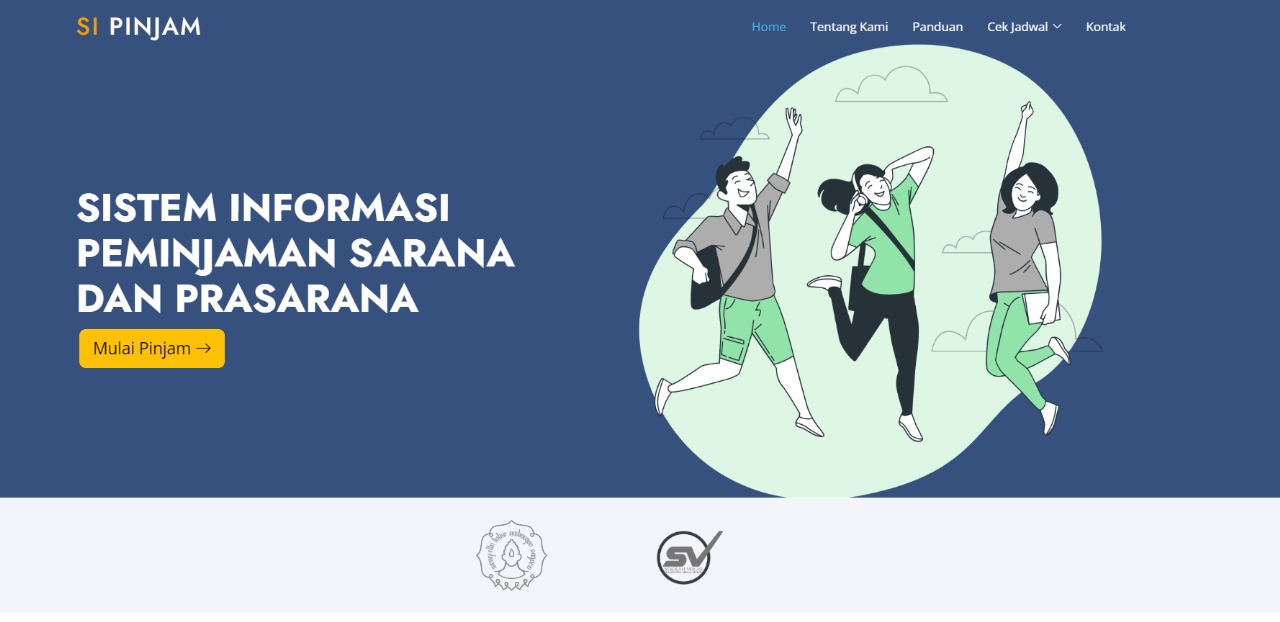 SI PINJAM
Home
Tentang Kami
Panduan
Cek Jadwal
Kontak
SISTEM INFORMASI
PEMINJAMAN SARANA
DAN PRASARANA
Mulai Pinjam →
SV